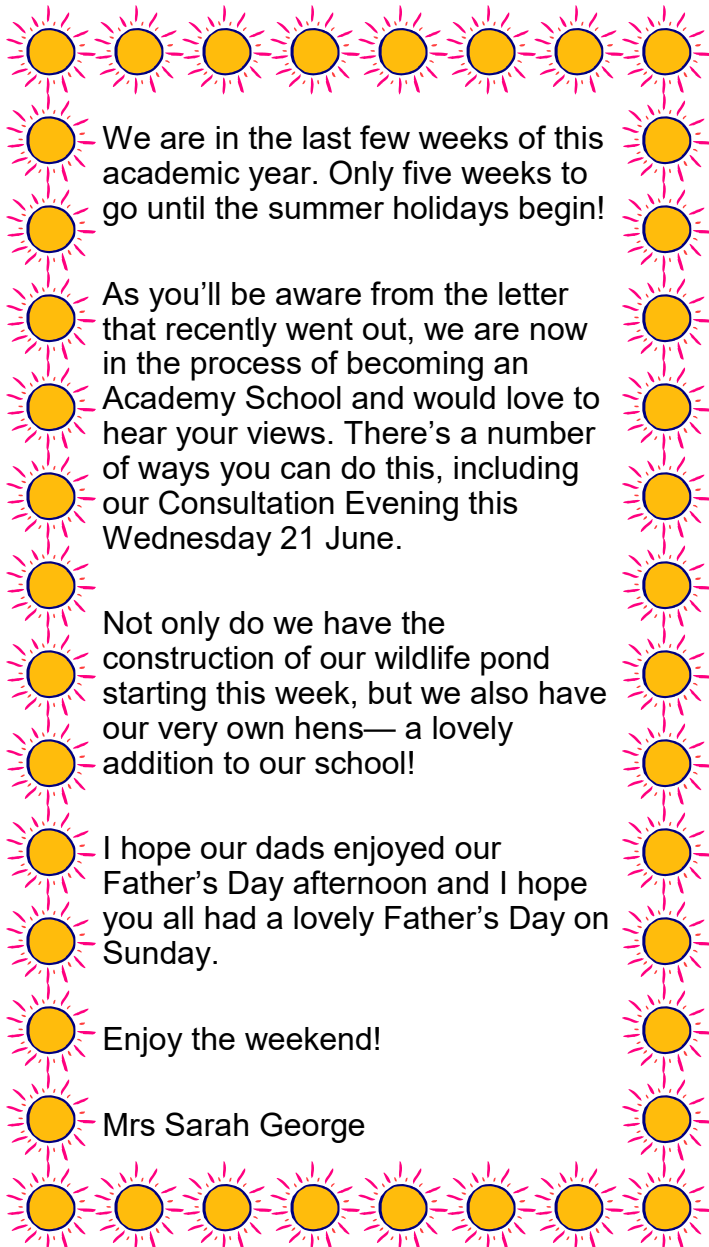 We are in the last few weeks of this
academic year. Only five weeks to
go until the summer holidays begin!
As you’ll be aware from the letter
that recently went out, we are now
in the process of becoming an
Academy School and would love to
hear your views. There’s a number
of ways you can do this, including
our Consultation Evening this
Wednesday 21 June.
Not only do we have the
construction of our wildlife pond
starting this week, but we also have
our very own hens— a lovely
addition to our school!
I hope our dads enjoyed our
Father’s Day afternoon and I hope
you all had a lovely Father’s Day on
Sunday.
Enjoy the weekend!
Mrs Sarah George